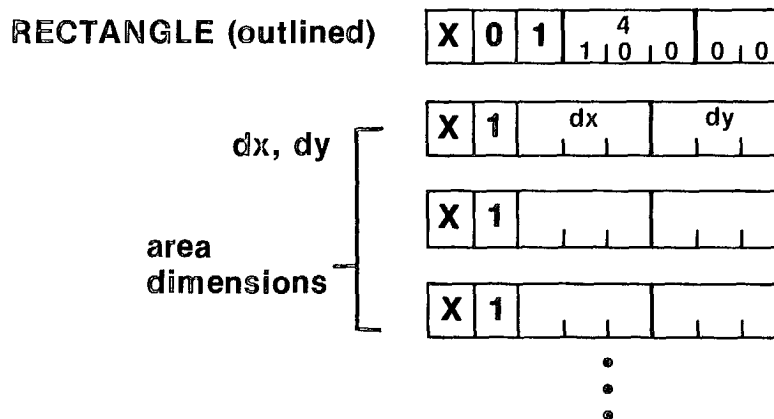 RECTANGLE (outlined) X 0 1 4
1 0 0 0 0
dx, dy X 1 dx dy
X 1
area
dimensions
X 1